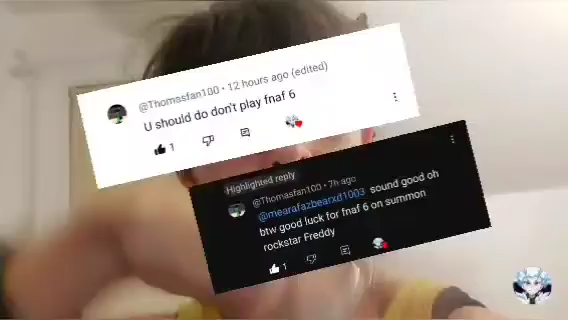 @Thomasfan100 • 12 hours ago (edited)
U should do don't play fnaf 6
1
Highlighted reply
@Thomasfan100 • 7h ago
@mearafazbearxd1003 sound good oh
btw good luck for fnaf 6 on summon
rockstar Freddy
1